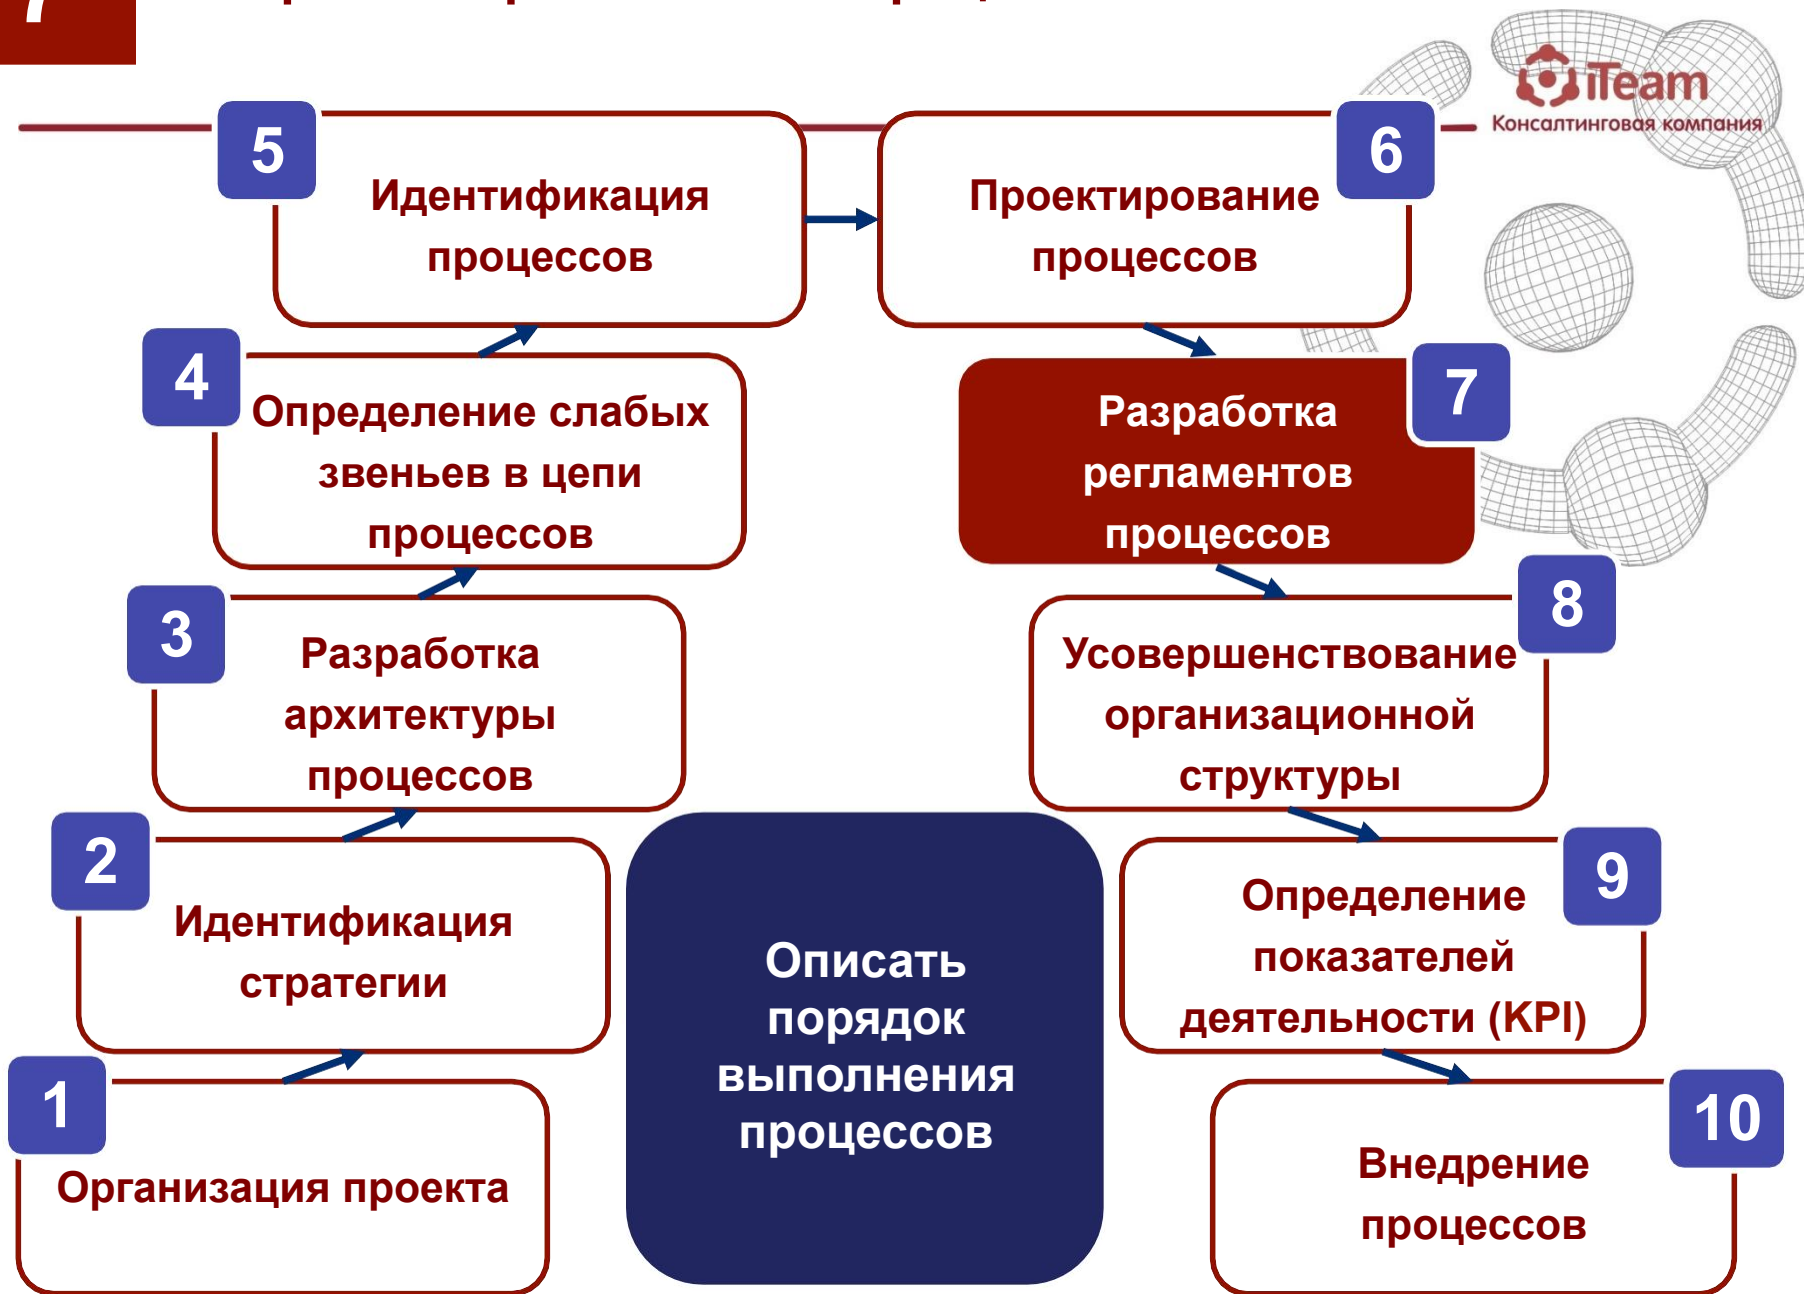 7
iTeam
Консалтинговая компания
5
Идентификация
процессов
6
Проектирование
процессов
4
Определение слабых
звеньев в цепи
процессов
7
Разработка
регламентов
процессов
3
Разработка
архитектуры
процессов
8
Усовершенствование
организационной
структуры
2
Идентификация
стратегии
Описать
порядок
выполнения
процессов
9
Определение
показателей
деятельности (KPI)
1
Организация проекта
10
Внедрение
процессов